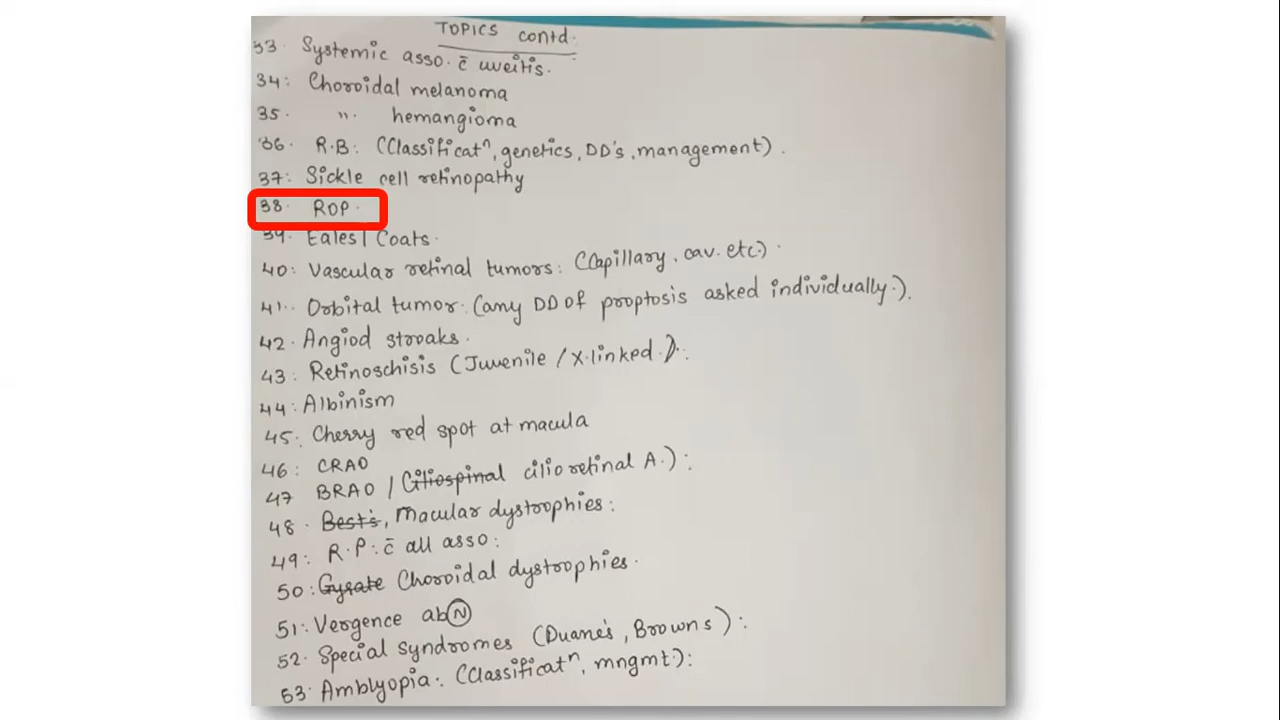 TOPICS contd.
33. Systemic asso. c̄ uveitis.
34: Choroidal melanoma
35. " hemangioma
36. R.B: (Classificatⁿ, genetics, DD's, management).
37: Sickle cell retinopathy
38. ROP.
39. Eales / Coats.
40: Vascular retinal tumors: (Capillary, cav. etc.)
41. Orbital tumor. (any DD of proptosis asked individually.).
42. Angiod stroaks.
43: Retinoschisis (Juvenile / X.linked.):
44: Albinism
45: Cherry red spot at macula
46: CRAO
47 BRAO / (Ciliospinal cilioretinal A.):
48. Best's, Macular dystrophies:
49: R.P: c̄ all asso:
50: Gyrate Choroidal dystrophies.
51: Vergence abⓃ
52. Special syndromes (Duane's, Browns):
53. Amblyopia. (Classificatⁿ, mngmt.):